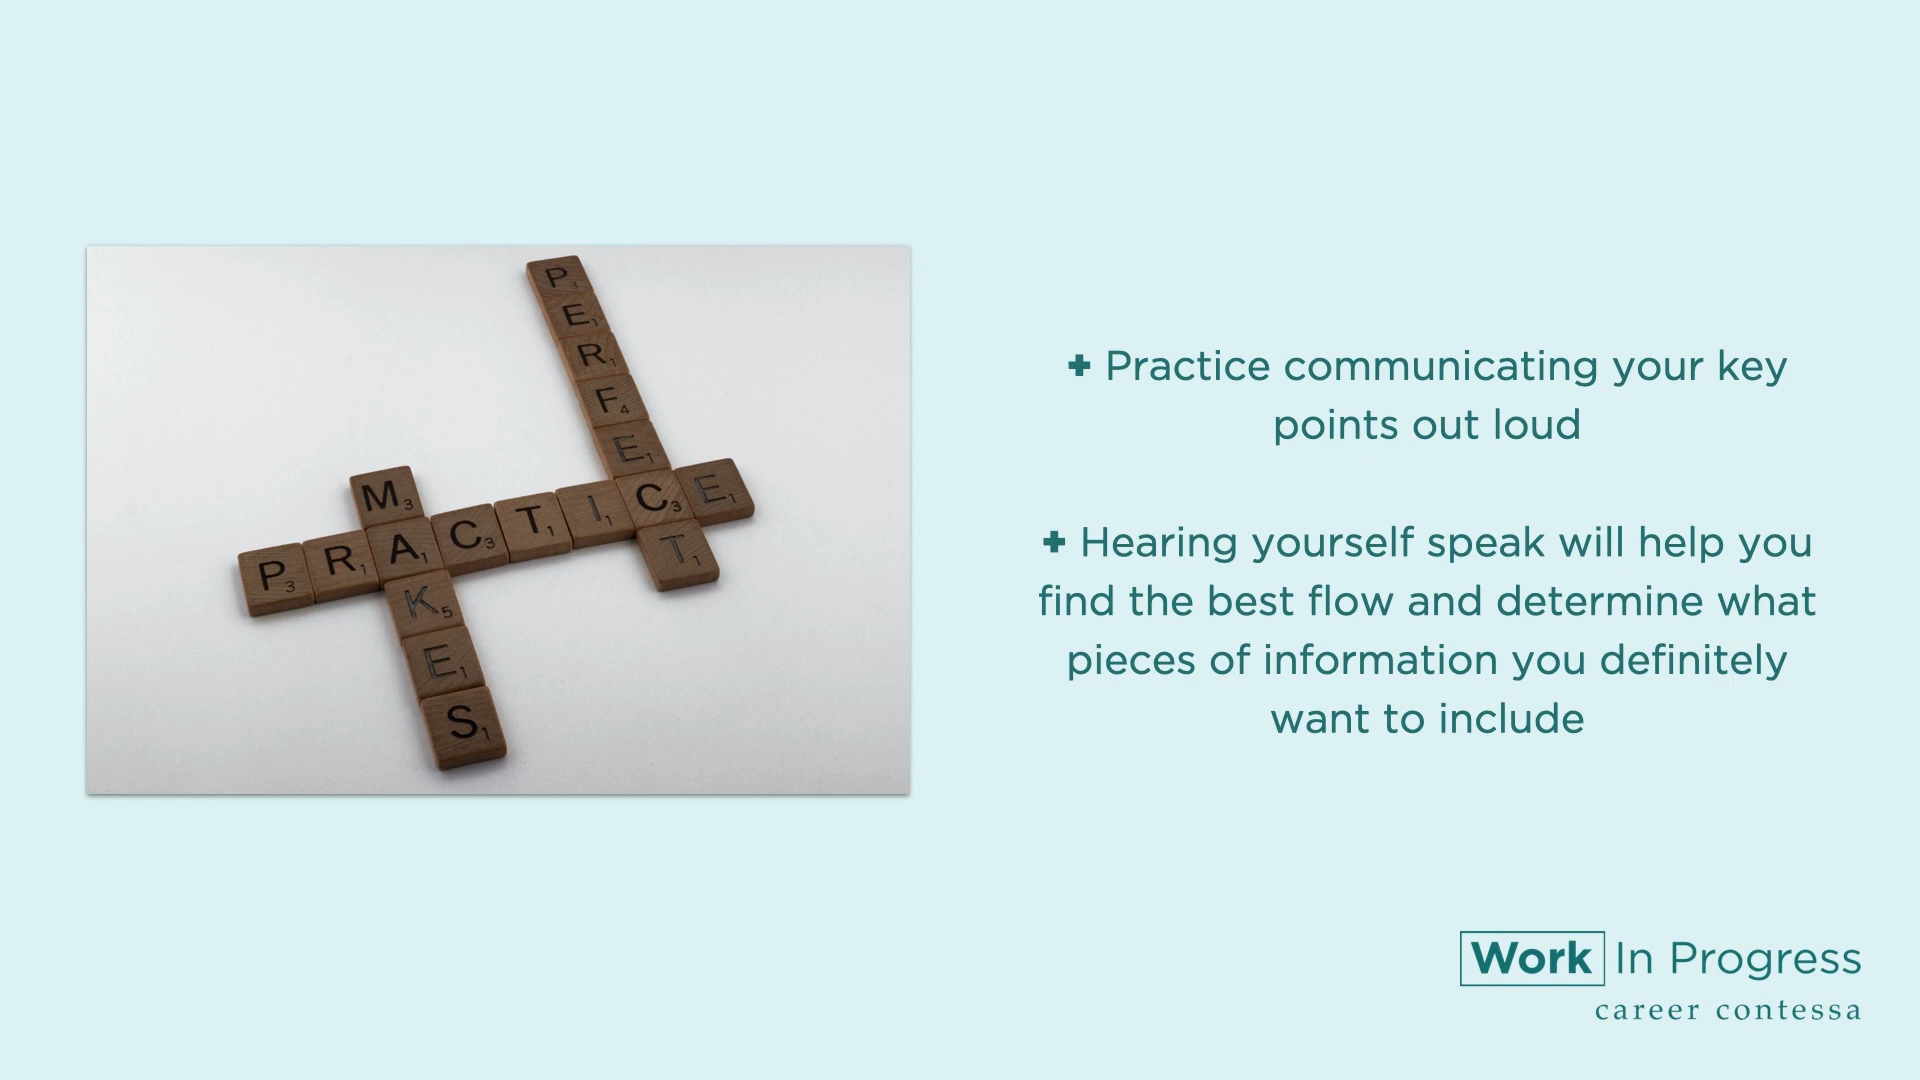 PERFECT
MAKES
PRACTICE
+ Practice communicating your key
points out loud
+ Hearing yourself speak will help you
find the best flow and determine what
pieces of information you definitely
want to include
Work In Progress
career contessa